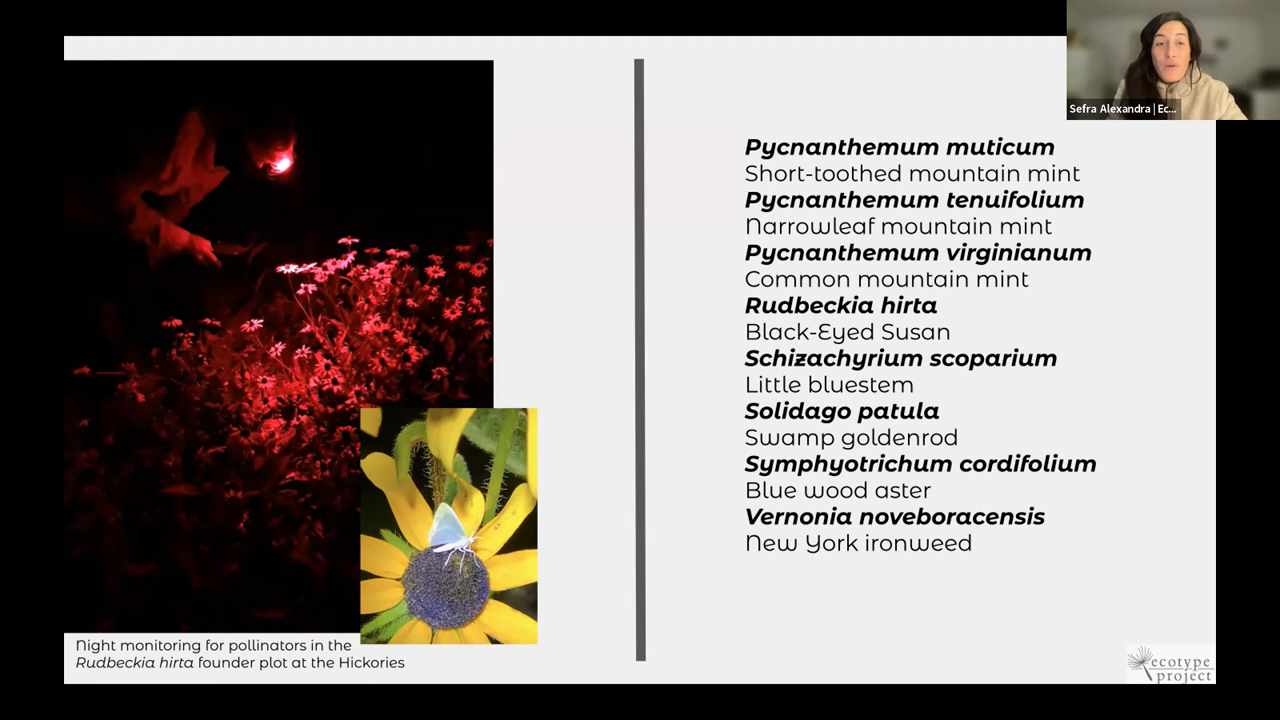 Sefra Alexandra | Ec...
Pycnanthemum muticum
Short-toothed mountain mint
Pycnanthemum tenuifolium
Narrowleaf mountain mint
Pycnanthemum virginianum
Common mountain mint
Rudbeckia hirta
Black-Eyed Susan
Schizachyrium scoparium
Little bluestem
Solidago patula
Swamp goldenrod
Symphyotrichum cordifolium
Blue wood aster
Vernonia noveboracensis
New York ironweed
Night monitoring for pollinators in the
Rudbeckia hirta founder plot at the Hickories
ecotype
project